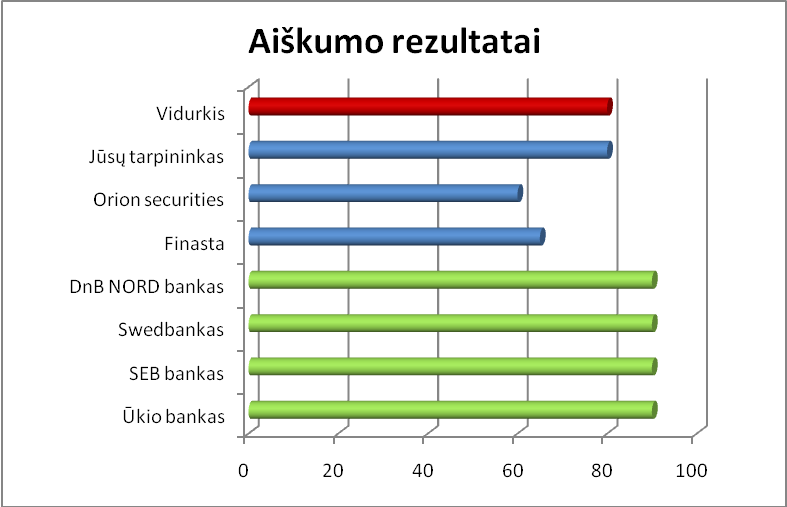 Aiškumo rezultatai
Vidurkis
Jūsų tarpininkas
Orion securities
Finasta
DnB NORD bankas
Swedbankas
SEB bankas
Ūkio bankas
0 20 40 60 80 100